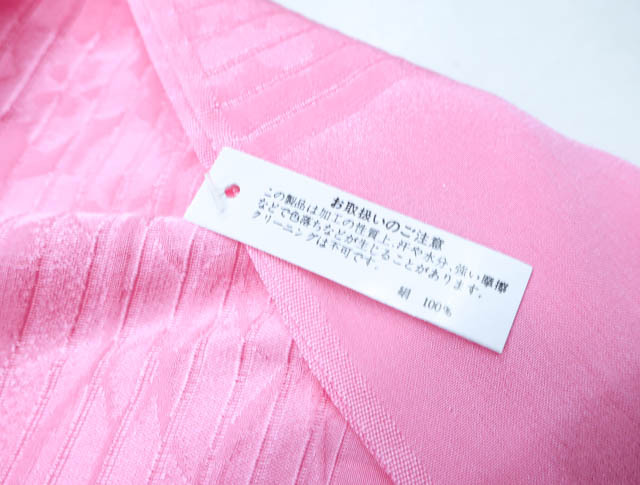 お取扱いのご注意
この製品は加工の性質上、汗や水分、強い摩擦
などで色落ちなどが生じることがあります。
クリーニングは不可です。
絹 100%